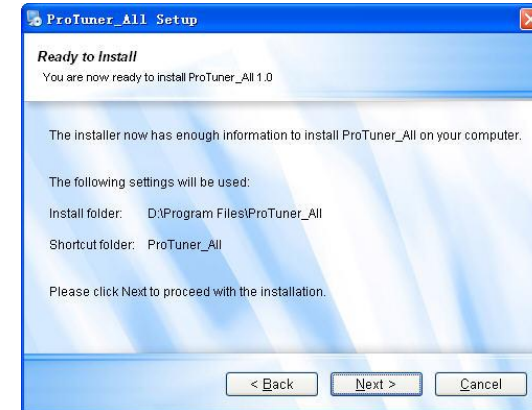 ProTuner_All Setup
Ready to Install
You are now ready to install ProTuner_All 1.0
The installer now has enough information to install ProTuner_All on your computer.
The following settings will be used:
Install folder: D:\Program Files\ProTuner_All
Shortcut folder: ProTuner_All
Please click Next to proceed with the installation.
< Back Next > Cancel